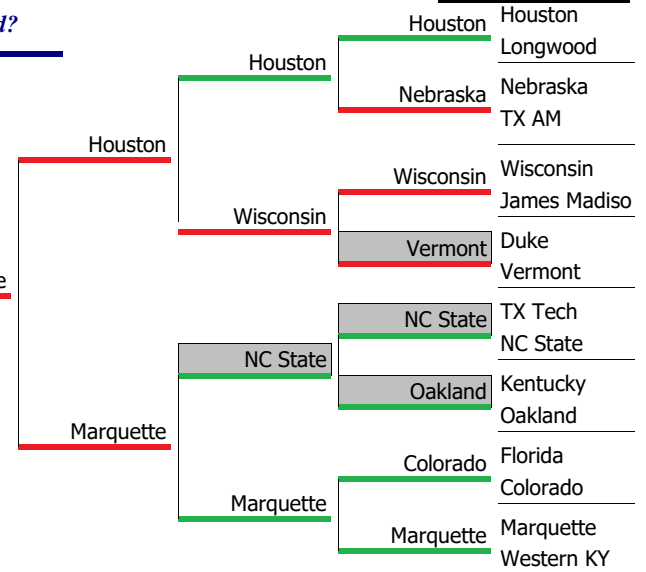 d?
Houston
Longwood
Nebraska
TX AM
Wisconsin
James Madiso
Duke
Vermont
TX Tech
NC State
Kentucky
Oakland
Florida
Colorado
Marquette
Western KY
Houston
Nebraska
Wisconsin
Vermont
NC State
Oakland
Colorado
Marquette
Houston
Wisconsin
NC State
Marquette
Houston
Marquette
e